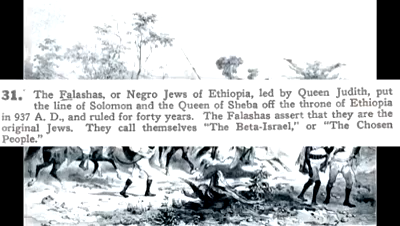 31. The Falashas, or Negro Jews of Ethiopia, led by Queen Judith, put
the line of Solomon and the Queen of Sheba off the throne of Ethiopia
in 937 A. D., and ruled for forty years. The Falashas assert that they are the
original Jews. They call themselves "The Beta-Israel," or "The Chosen
People."